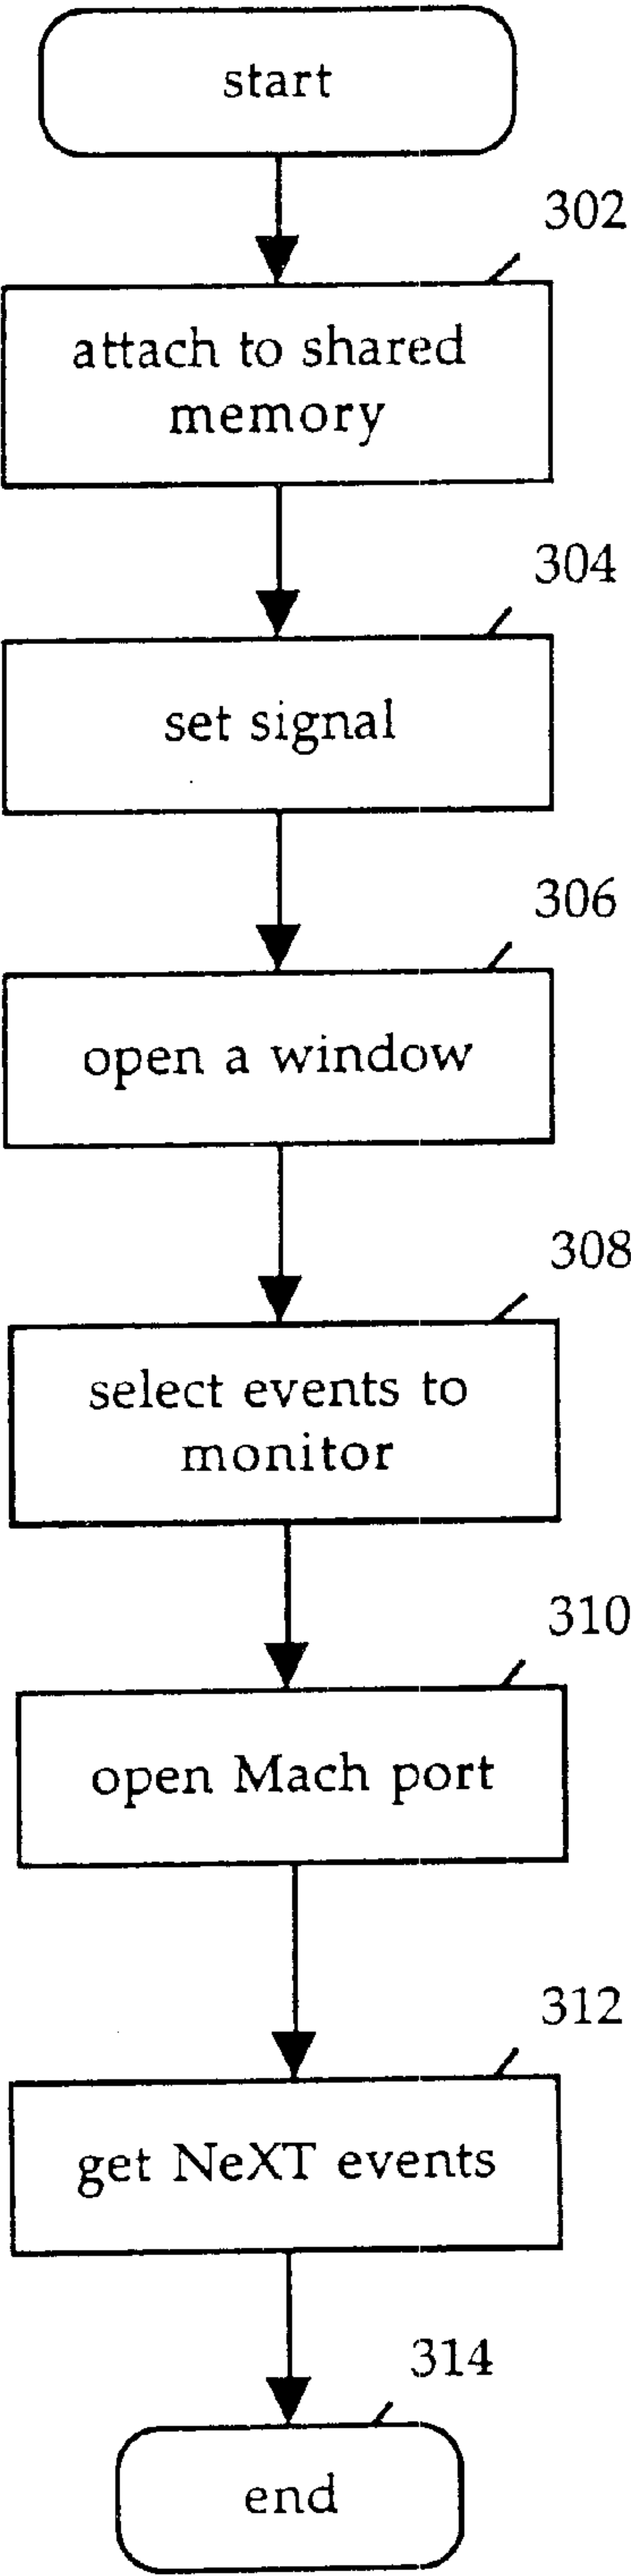 start
302
attach to shared
memory
304
set signal
306
open a window
308
select events to
monitor
310
open Mach port
312
get NeXT events
314
end